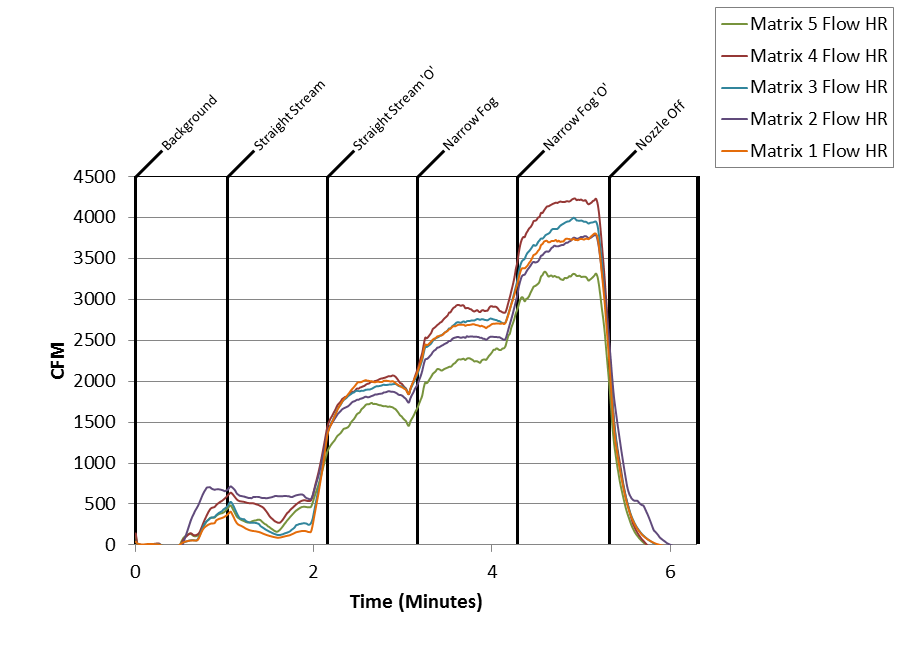 Matrix 5 Flow HR
Matrix 4 Flow HR
Matrix 3 Flow HR
Matrix 2 Flow HR
Matrix 1 Flow HR
Background
Straight Stream
Straight Stream 'O'
Narrow Fog
Narrow Fog 'O'
Nozzle Off
4500
4000
3500
3000
2500
2000
1500
1000
500
0
CFM
0 2 4 6
Time (Minutes)